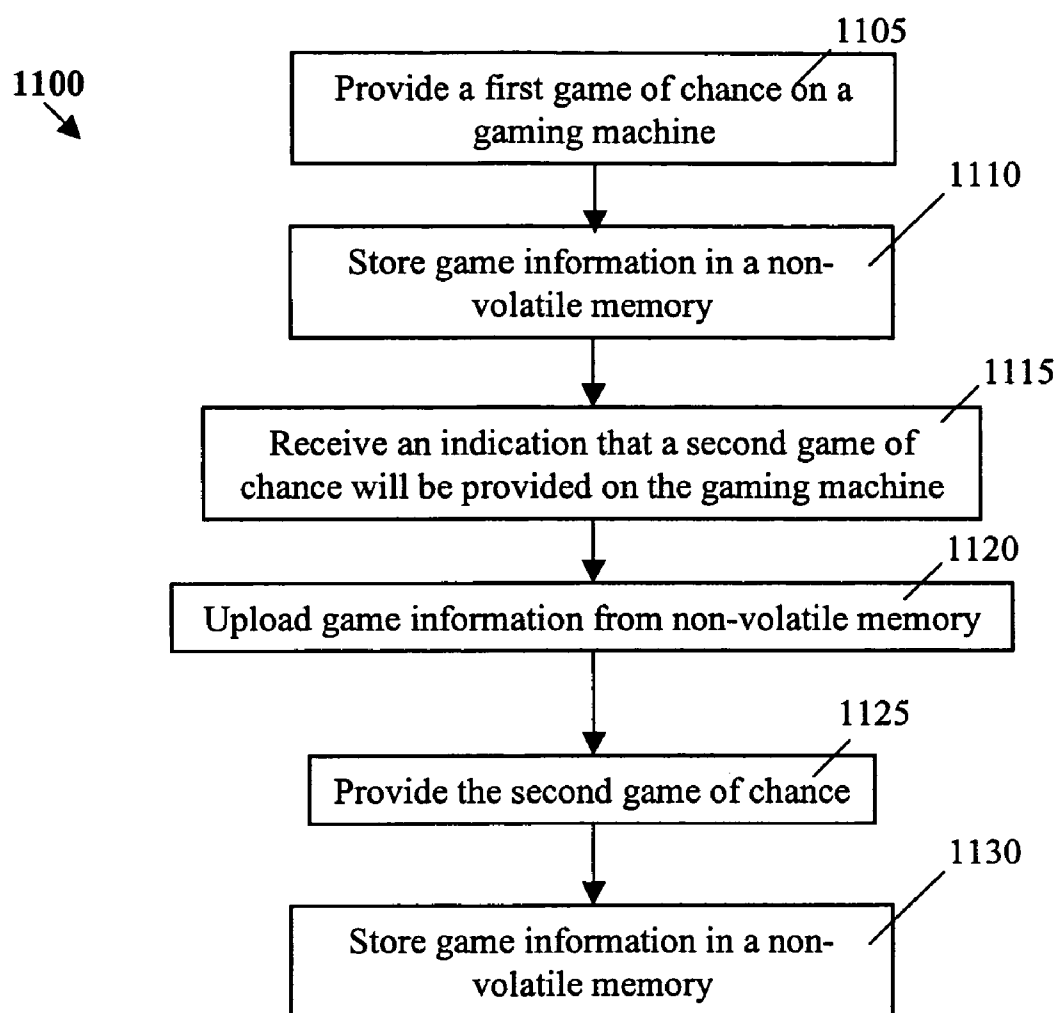 1105
1100
Provide a first game of chance on a
gaming machine
1110
Store game information in a non-
volatile memory
1115
Receive an indication that a second game of
chance will be provided on the gaming machine
1120
Upload game information from non-volatile memory
1125
Provide the second game of chance
1130
Store game information in a non-
volatile memory